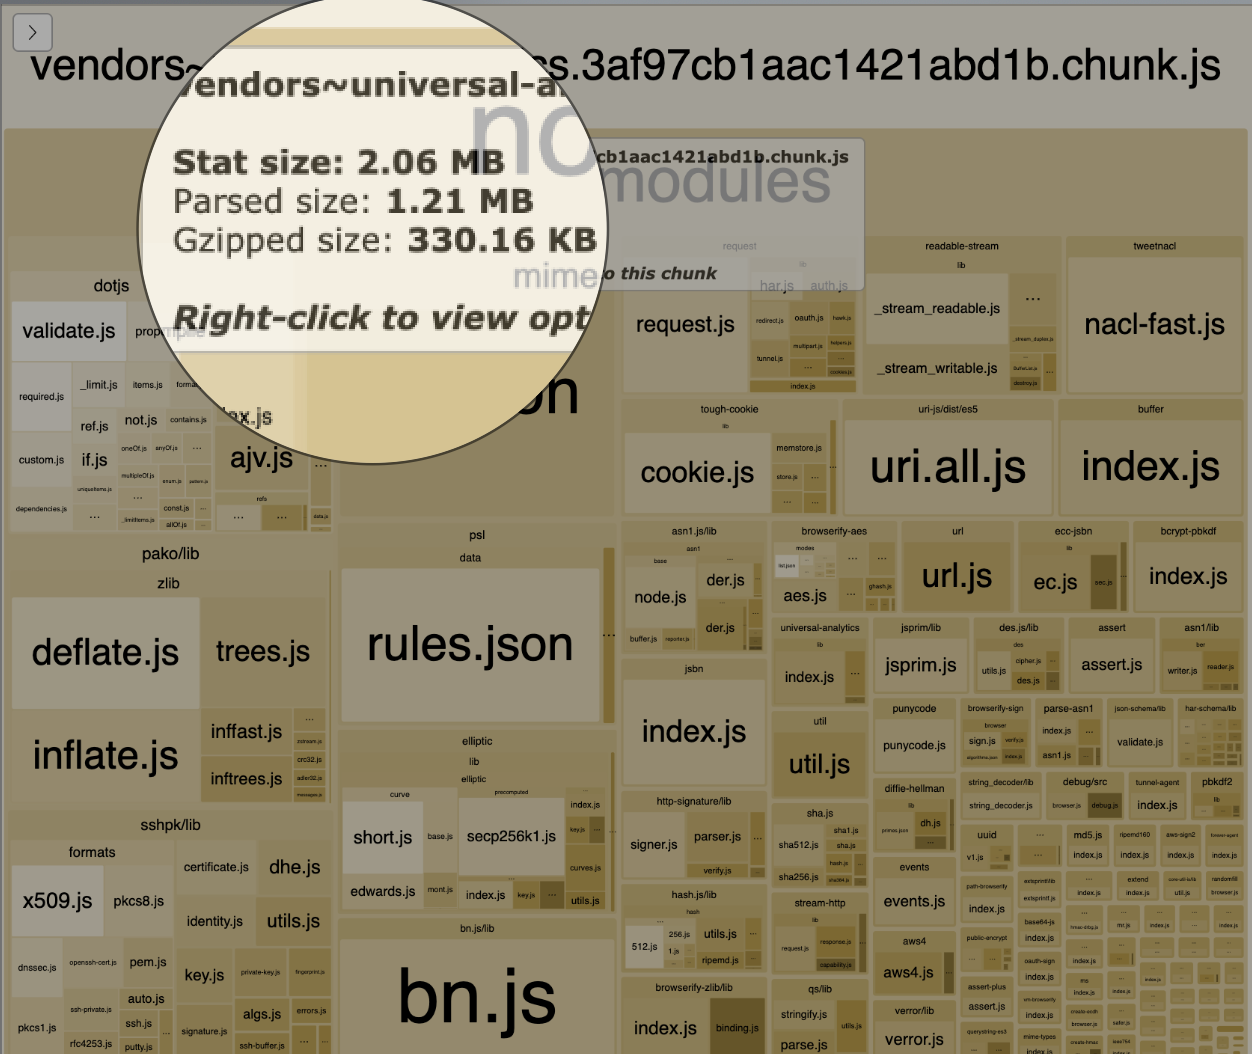 vendors~
ss.3af97cb1aac1421abd1b.chunk.js
vendors~universal-a
cb1aac1421abd1b.chunk.js
Stat size: 2.06 MB
Parsed size: 1.21 MB
Gzipped size: 330.16 KB
Right-click to view opt
o this chunk
no
modules
mime
on
dotjs
validate.js
required.js
_limit.js
items.js
ref.js
not.js
contains.js
custom.js
if.js
oneOf.js
anyOf.js
multipleOf.js
enum.js
uniqueItems.js
dependencies.js
const.js
_limitItems.js
allOf.js
ajv.js
refs
data.js
request
request.js
lib
har.js
auth.js
redirect.js
oauth.js
hawk.js
multipart.js
helpers.js
tunnel.js
cookies.js
index.js
readable-stream
lib
_stream_readable.js
_stream_writable.js
_stream_duplex.js
destroy.js
tweetnacl
nacl-fast.js
tough-cookie
lib
cookie.js
memstore.js
store.js
uri-js/dist/es5
uri.all.js
buffer
index.js
pako/lib
zlib
deflate.js
trees.js
inflate.js
inffast.js
inftrees.js
zstream.js
crc32.js
adler32.js
messages.js
psl
data
rules.json
asn1.js/lib
asn1
base
node.js
der.js
der.js
buffer.js
reporter.js
browserify-aes
modes
list.json
aes.js
ghash.js
url
url.js
ecc-jsbn
lib
ec.js
sec.js
bcrypt-pbkdf
index.js
universal-analytics
lib
index.js
jsprim/lib
jsprim.js
des.js/lib
des
utils.js
cipher.js
des.js
assert
assert.js
asn1/lib
ber
writer.js
reader.js
jsbn
index.js
util
util.js
punycode
punycode.js
browserify-sign
browser
sign.js
verify.js
algorithms.json
index.js
parse-asn1
index.js
asn1.js
json-schema/lib
validate.js
har-schema/lib
elliptic
lib
elliptic
curve
short.js
base.js
edwards.js
mont.js
precomputed
secp256k1.js
index.js
key.js
index.js
key.js
curves.js
utils.js
string_decoder/lib
string_decoder.js
debug/src
browser.js
debug.js
tunnel-agent
index.js
pbkdf2
lib
diffie-hellman
lib
primes.json
dh.js
http-signature/lib
signer.js
parser.js
verify.js
sha.js
sha512.js
sha1.js
sha.js
hash.js
sha256.js
sshpk/lib
formats
x509.js
pkcs8.js
dnssec.js
openssh-cert.js
pem.js
ssh-private.js
auto.js
pkcs1.js
ssh.js
rfc4253.js
putty.js
certificate.js
dhe.js
identity.js
utils.js
key.js
private-key.js
fingerprint.js
algs.js
errors.js
signature.js
ssh-buffer.js
uuid
v1.js
md5.js
index.js
ripemd160
index.js
aws-sign2
index.js
forever-agent
index.js
events
events.js
path-browserify
index.js
extsprintf/lib
extsprintf.js
extend
index.js
core-util-is/lib
util.js
randomfill
browser.js
hash.js/lib
hash
512.js
256.js
1.js
utils.js
ripemd.js
stream-http
lib
request.js
response.js
capability.js
base64-js
index.js
public-encrypt
oauth-sign
index.js
bn.js/lib
bn.js
aws4
aws4.js
assert-plus
assert.js
vm-browserify
index.js
browserify-zlib/lib
index.js
binding.js
qs/lib
stringify.js
utils.js
parse.js
verror/lib
verror.js
querystring-es3
mime-types
index.js
ms
index.js
browser.js